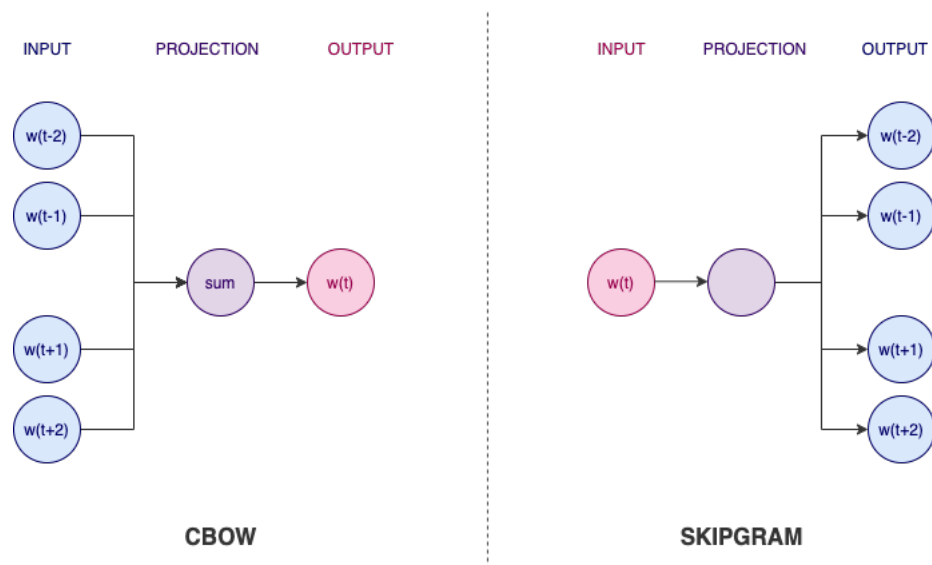 INPUT
PROJECTION
OUTPUT
w(t-2)
w(t-1)
sum
w(t)
w(t+1)
w(t+2)
CBOW
INPUT
PROJECTION
OUTPUT
w(t-2)
w(t-1)
w(t)
w(t+1)
w(t+2)
SKIPGRAM